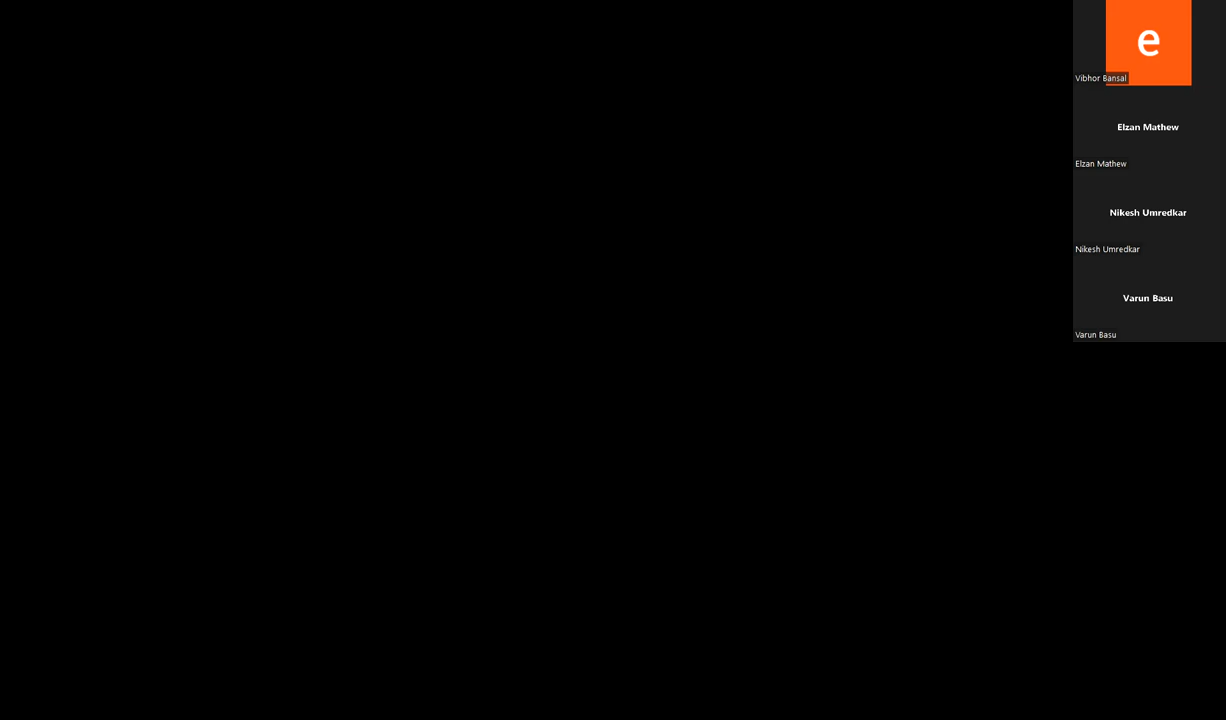 e
Vibhor Bansal
Elzan Mathew
Elzan Mathew
Nikesh Umredkar
Nikesh Umredkar
Varun Basu
Varun Basu